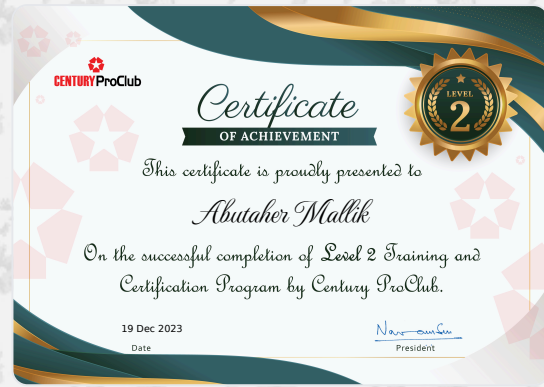 CENTURY ProClub
LEVEL
2
Certificate
OF ACHIEVEMENT
This certificate is proudly presented to
Abutaher Mallik
On the successful completion of Level 2 Training and
Certification Program by Century ProClub.
19 Dec 2023
Date
President